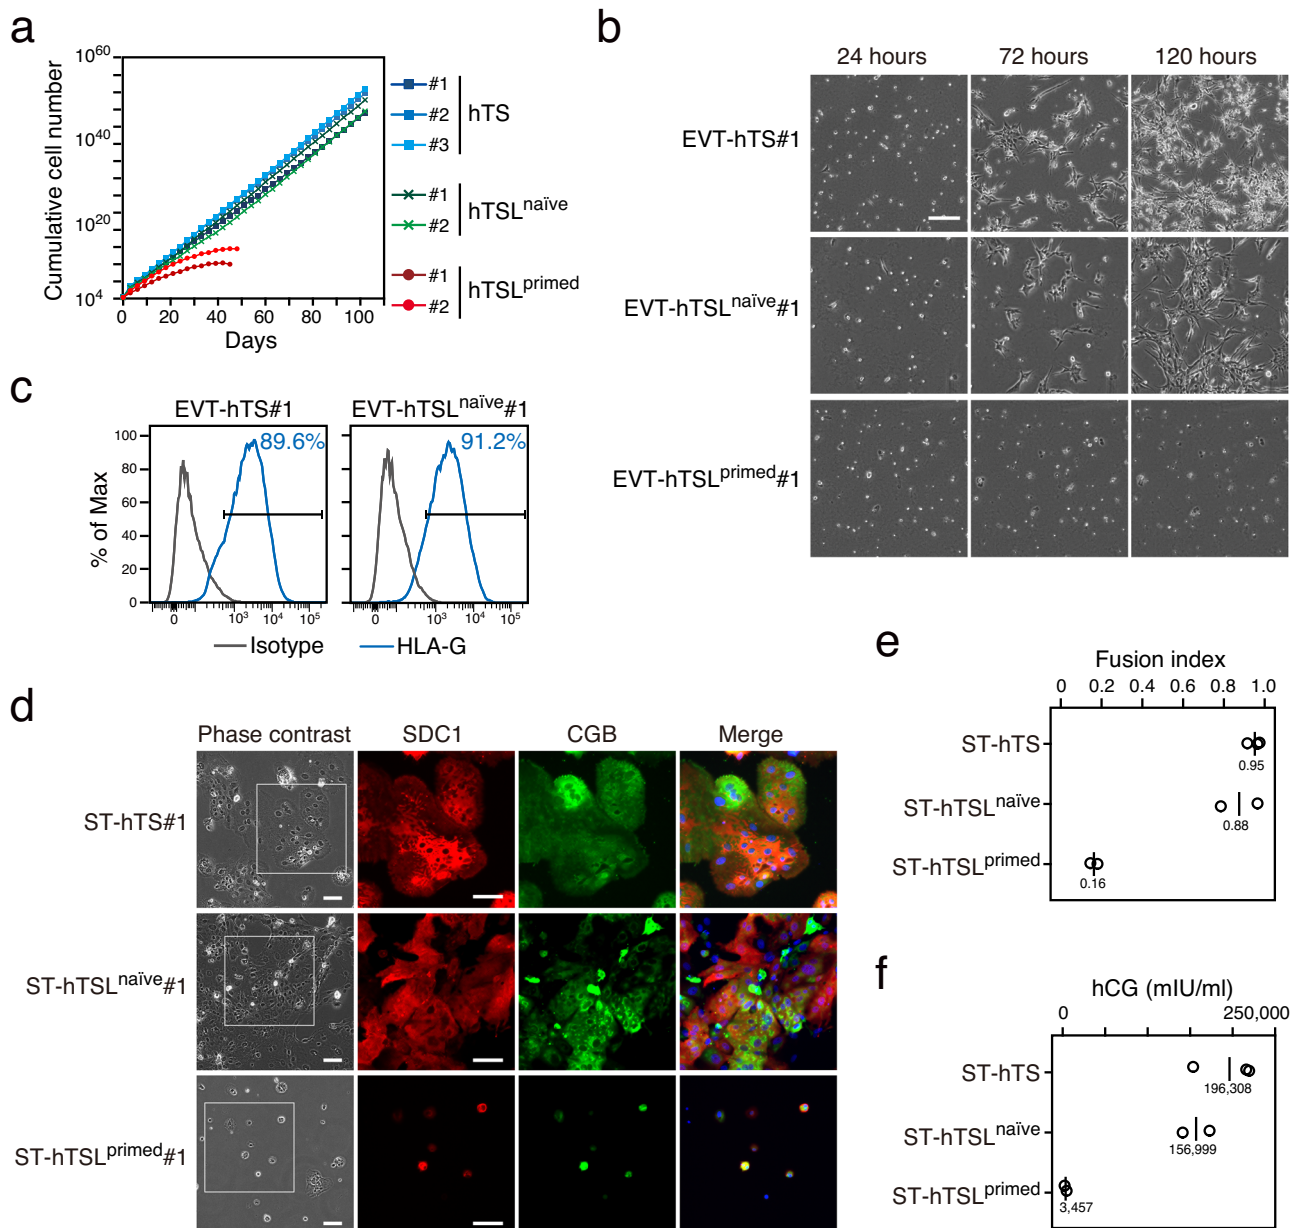 a
Cumulative cell number
10^60
10^40
10^20
10^4
0 20 40 60 80 100
Days
#1
#2
#3
hTS
#1
#2
hTSL^naïve
#1
#2
hTSL^primed
b
24 hours 72 hours 120 hours
EVT-hTS#1
EVT-hTSL^naïve#1
EVT-hTSL^primed#1
c
EVT-hTS#1 EVT-hTSL^naïve#1
89.6% 91.2%
% of Max
100
80
60
40
20
0
0 10^3 10^4 10^5 0 10^3 10^4 10^5
Isotype HLA-G
d
Phase contrast SDC1 CGB Merge
ST-hTS#1
ST-hTSL^naïve#1
ST-hTSL^primed#1
e
Fusion index
0 0.2 0.4 0.6 0.8 1.0
ST-hTS
0.95
ST-hTSL^naïve
0.88
ST-hTSL^primed
0.16
f
hCG (mIU/ml)
0 250,000
ST-hTS
196,308
ST-hTSL^naïve
156,999
ST-hTSL^primed
3,457